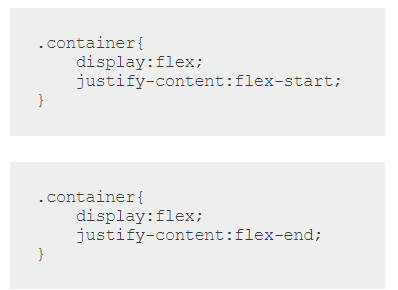 .container{
    display:flex;
    justify-content:flex-start;
}
.container{
    display:flex;
    justify-content:flex-end;
}